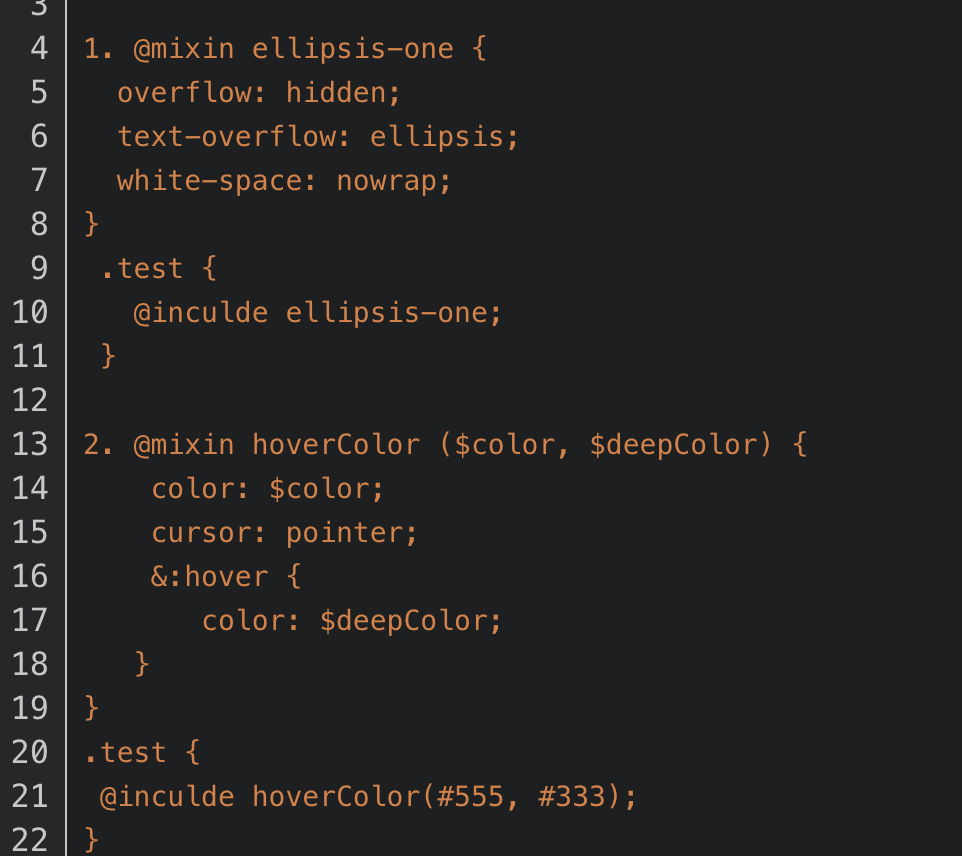 3
4 1. @mixin ellipsis-one {
5   overflow: hidden;
6   text-overflow: ellipsis;
7   white-space: nowrap;
8 }
9  .test {
10    @inculde ellipsis-one;
11  }
12
13 2. @mixin hoverColor ($color, $deepColor) {
14     color: $color;
15     cursor: pointer;
16     &:hover {
17        color: $deepColor;
18    }
19 }
20 .test {
21  @inculde hoverColor(#555, #333);
22 }